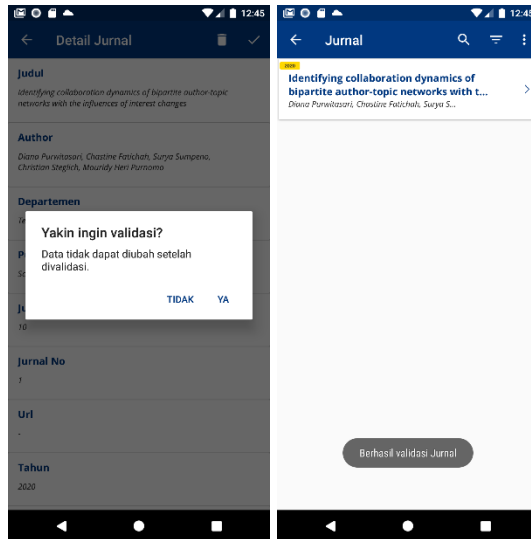 12:45
Detail Jurnal
Judul
Identifying collaboration dynamics of bipartite author-topic
networks with the influences of interest changes
Author
Diana Purwitasari, Chastine Fatichah, Surya Sumpeno,
Christian Steglich, Mauridy Heri Purnomo
Departemen
Yakin ingin validasi?
Data tidak dapat diubah setelah
divalidasi.
TIDAK YA
10
Jurnal No
1
Url
-
Tahun
2020
12:45
Jurnal
2020
Identifying collaboration dynamics of
bipartite author-topic networks with t...
Diana Purwitasari, Chastine Fatichah, Surya S...
Berhasil validasi Jurnal